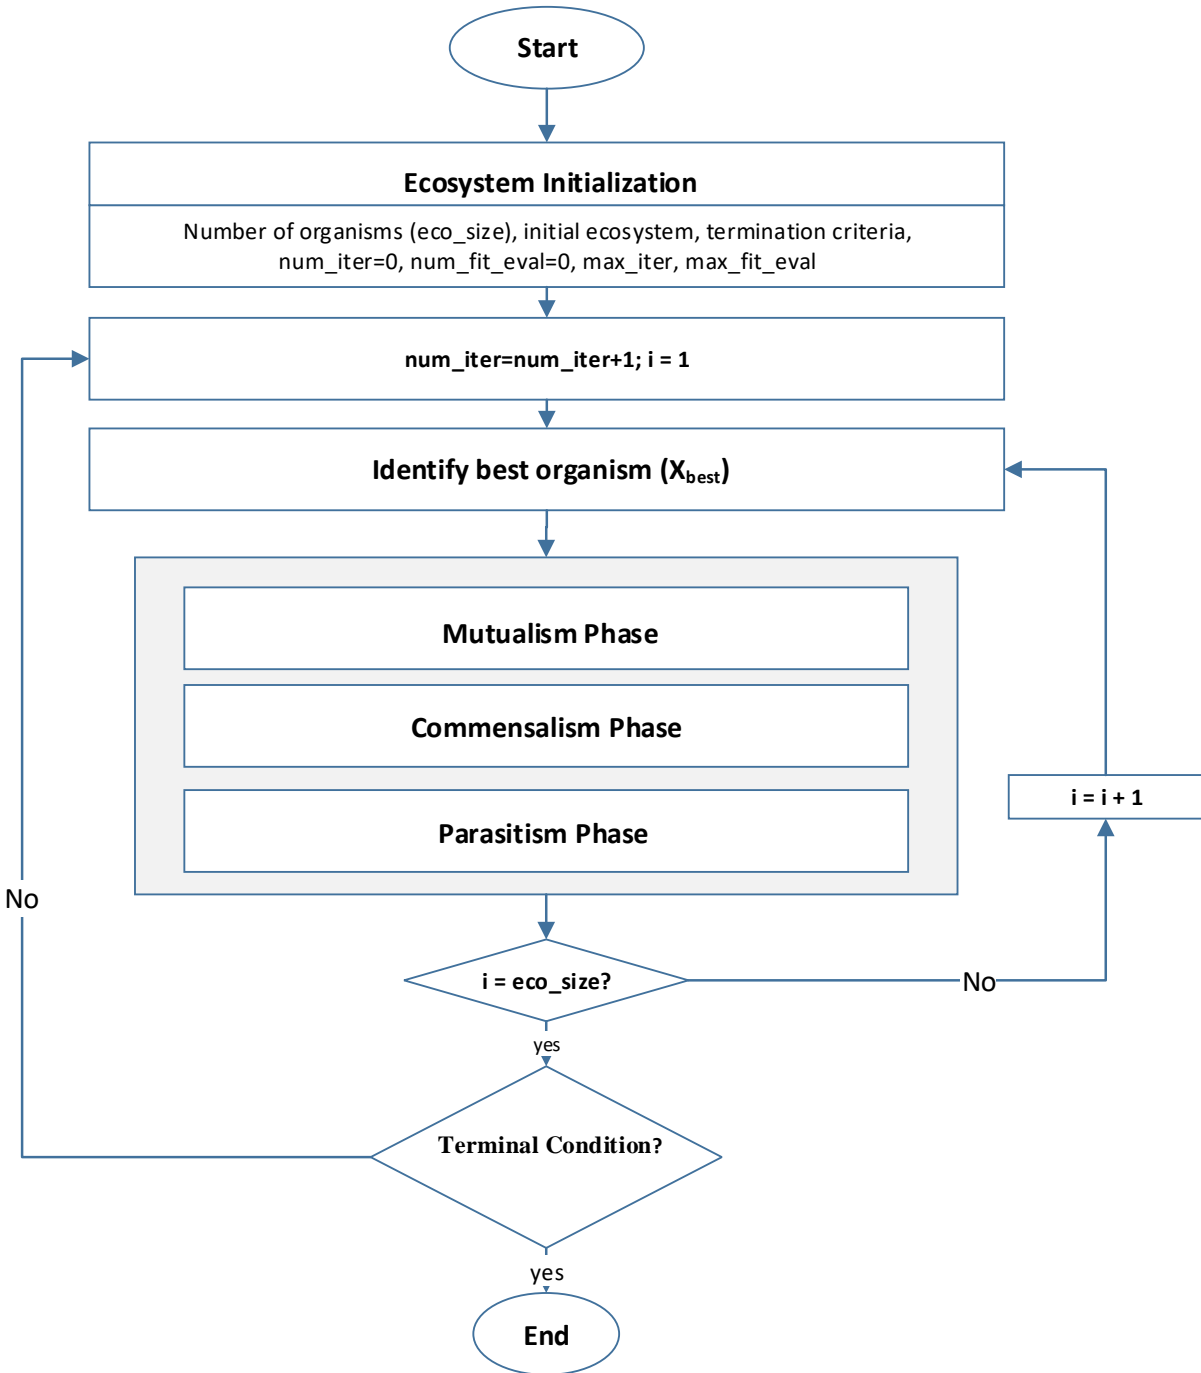 Start
Ecosystem Initialization
Number of organisms (eco_size), initial ecosystem, termination criteria,
num_iter=0, num_fit_eval=0, max_iter, max_fit_eval
num_iter=num_iter+1; i = 1
Identify best organism (Xbest)
Mutualism Phase
Commensalism Phase
Parasitism Phase
i = i + 1
No
i = eco_size?
No
yes
Terminal Condition?
yes
End